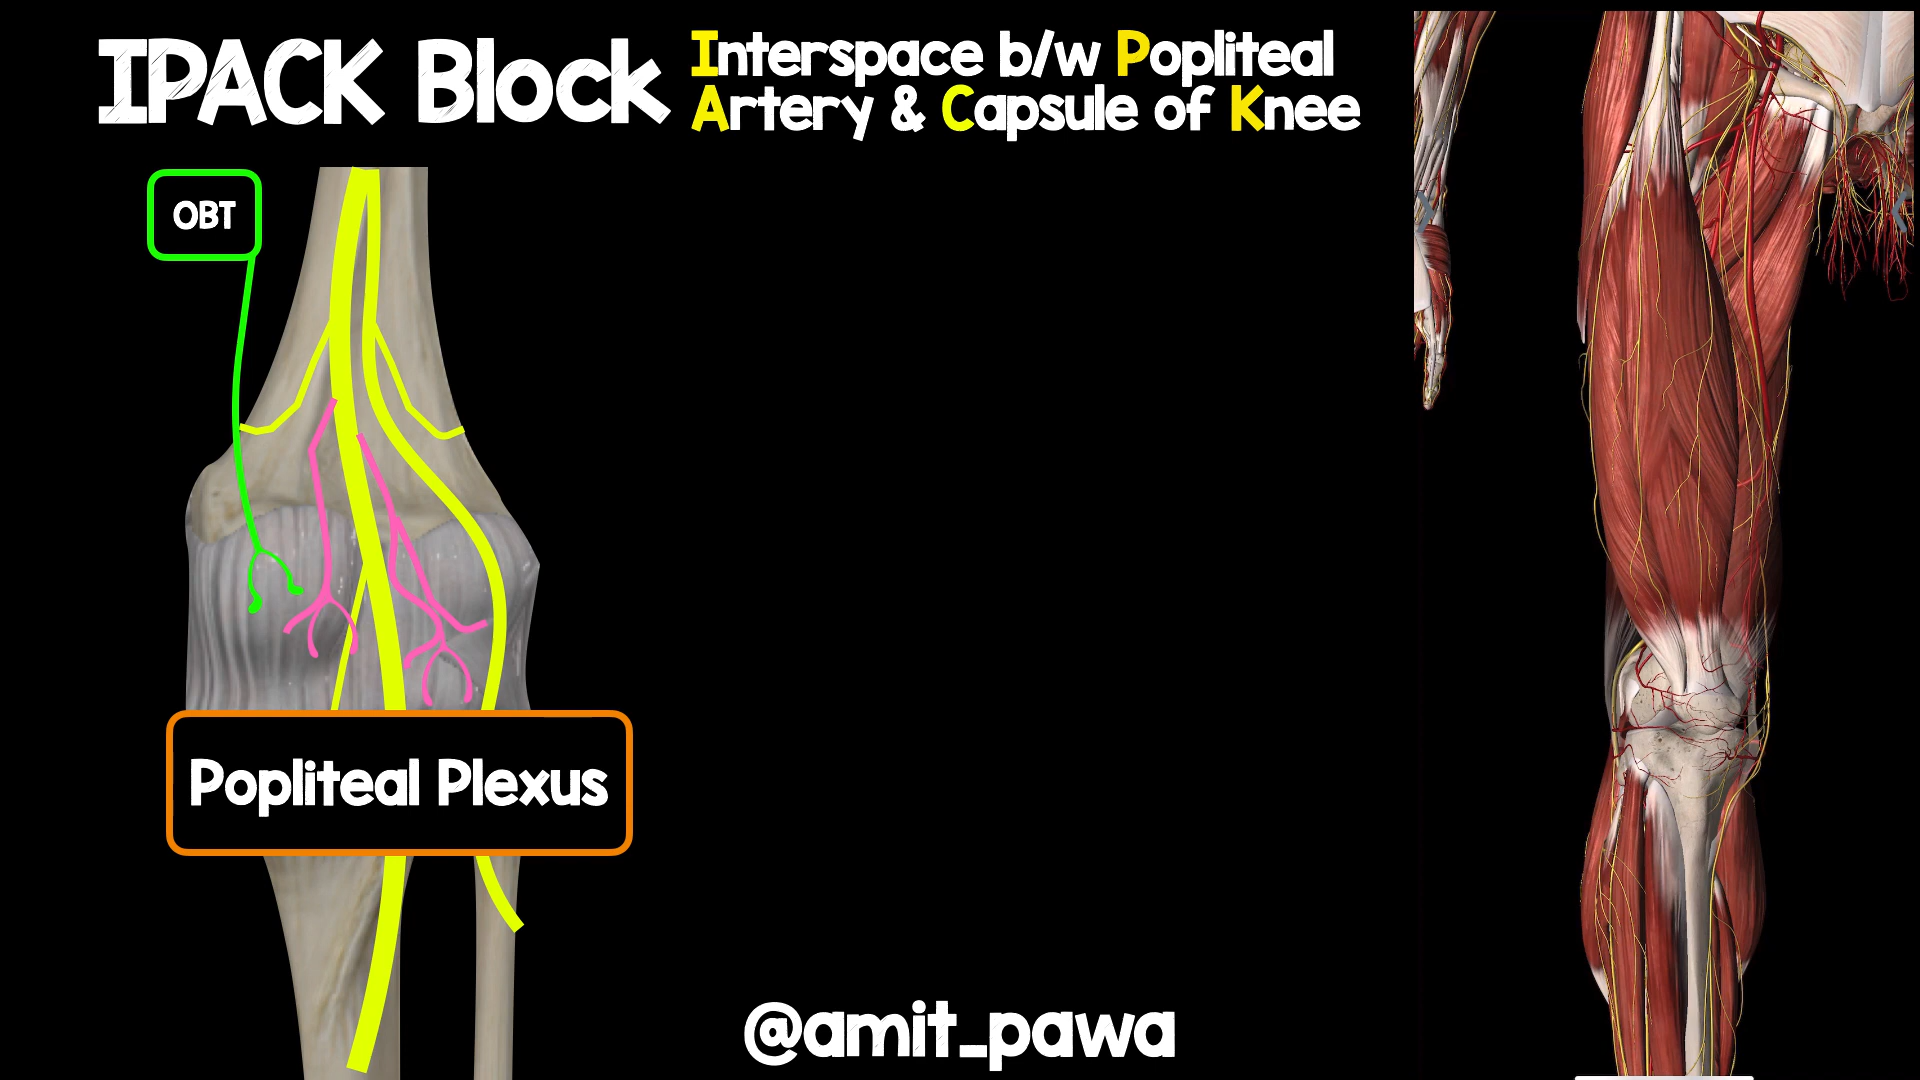 IPACK Block
Interspace b/w Popliteal
Artery & Capsule of Knee
OBT
Popliteal Plexus
@amit_pawa